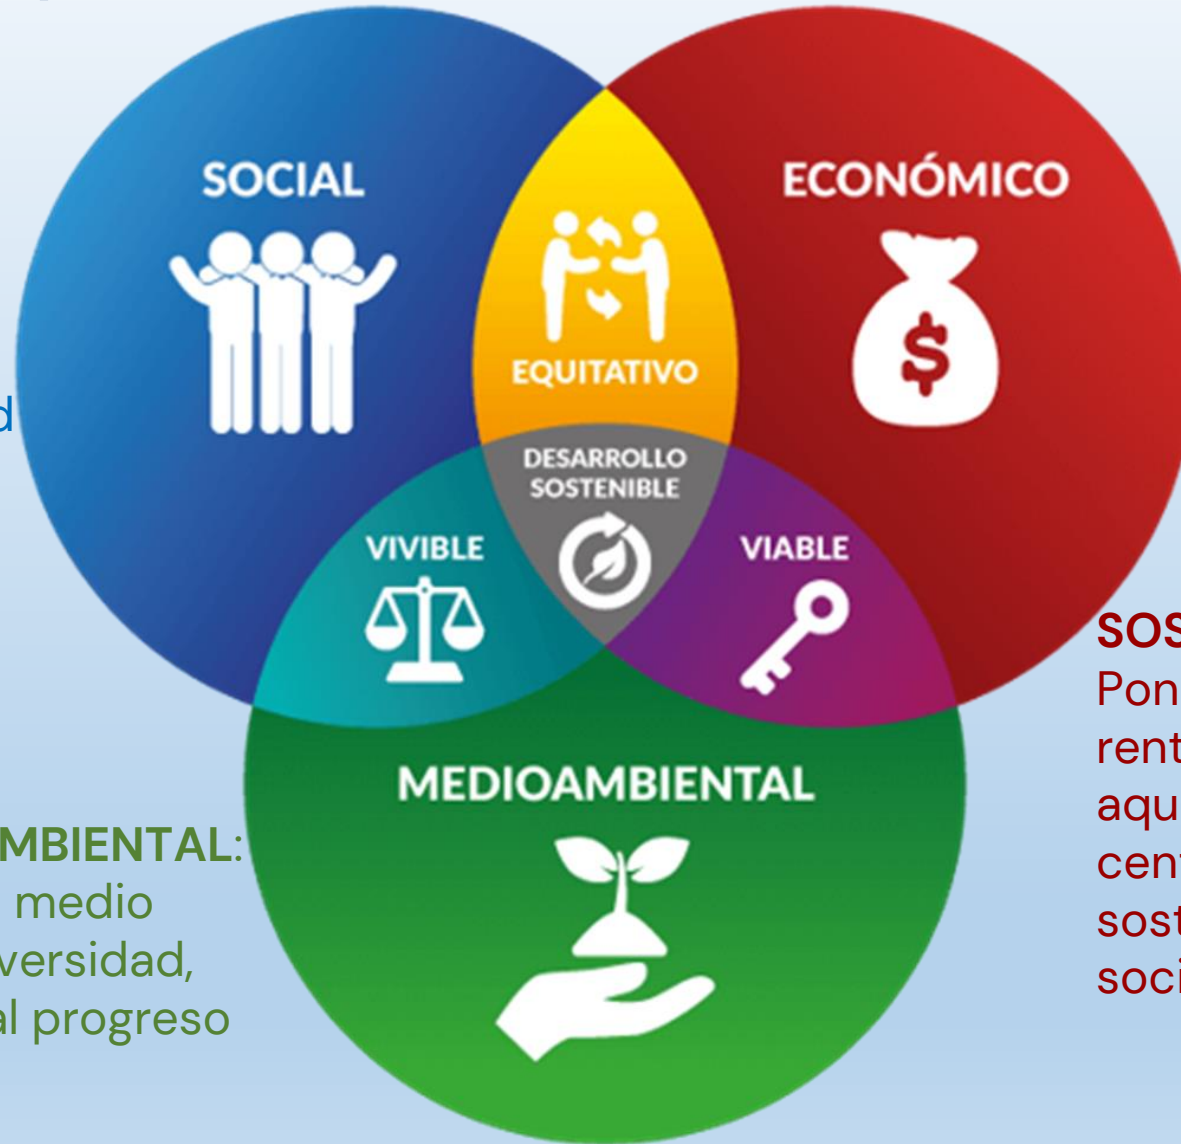 SOCIAL
ECONÓMICO
$
EQUITATIVO
DESARROLLO
SOSTENIBLE
VIVIBLE
VIABLE
MEDIOAMBIENTAL
d
MBIENTAL:
medio
versidad,
al progreso
SOS
Pon
rent
aqu
cent
sost
soci